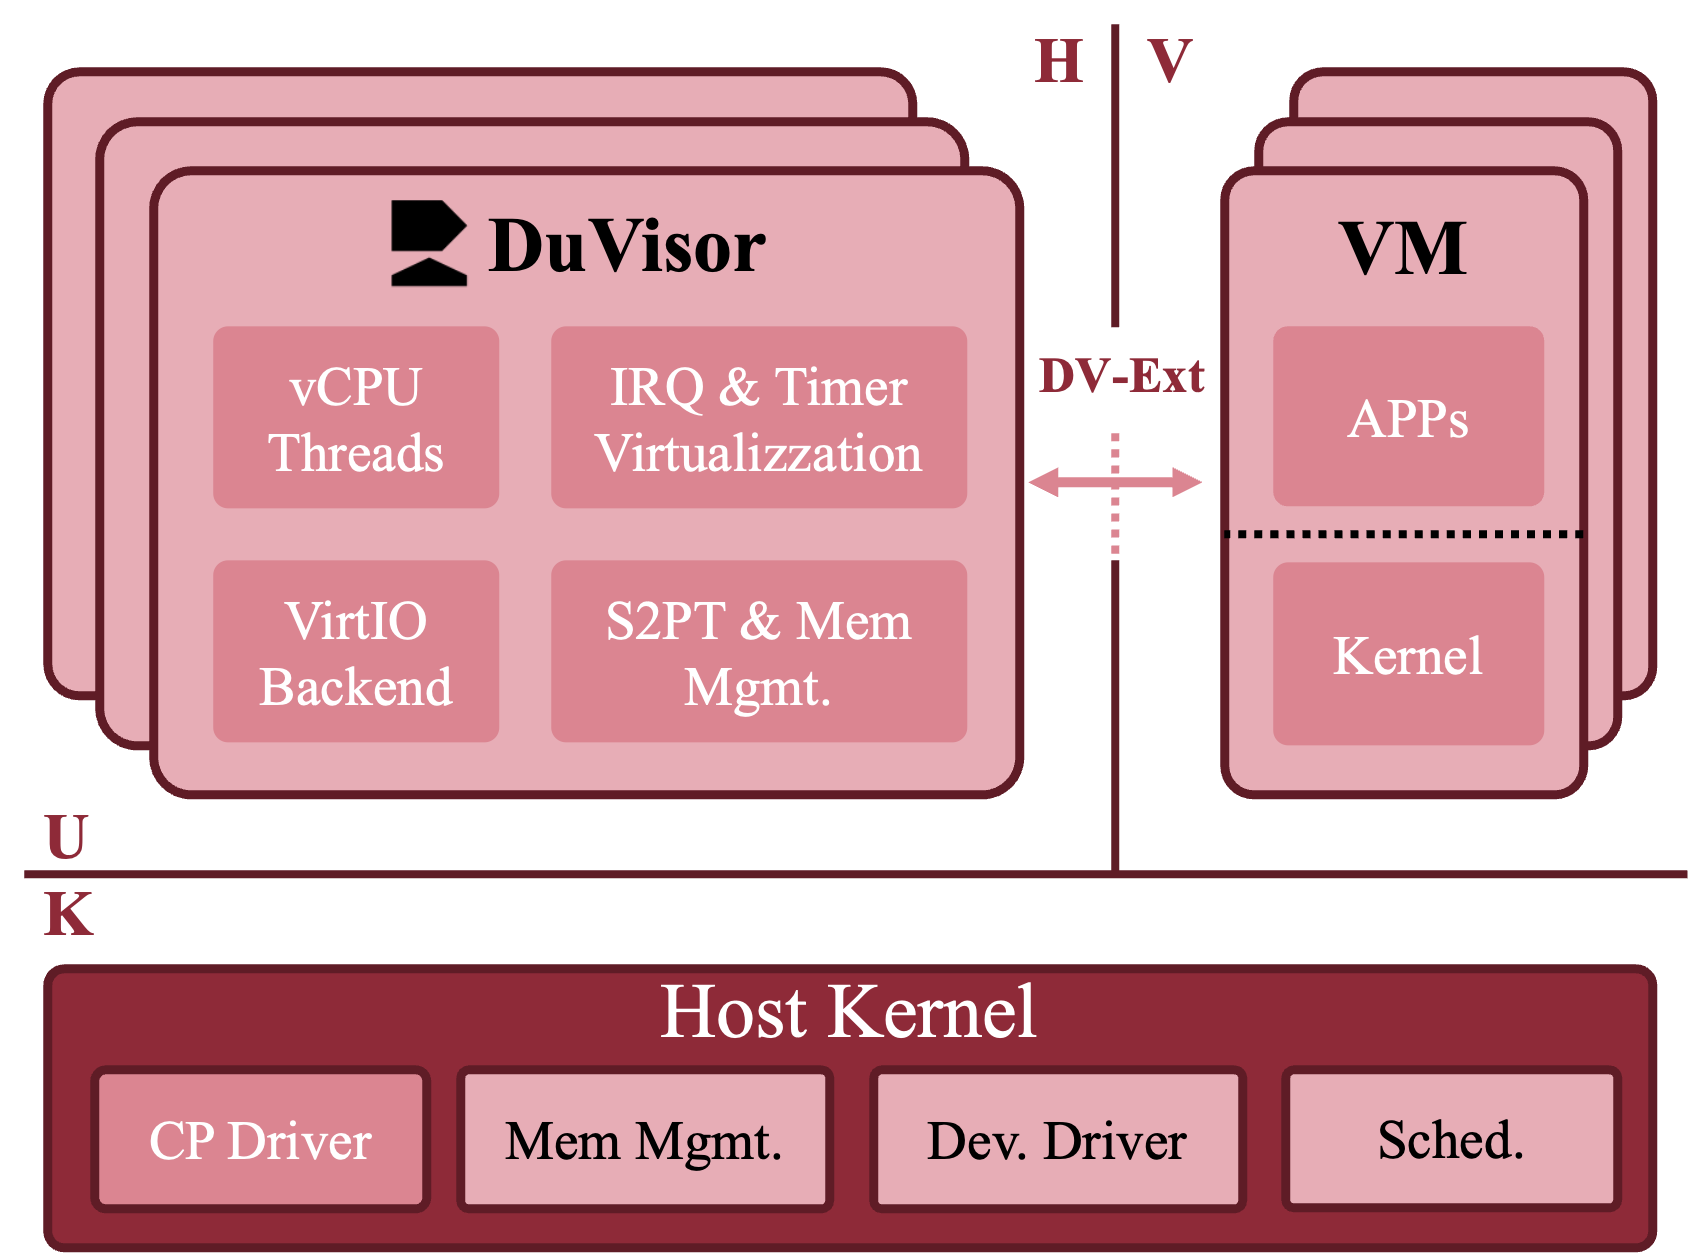 H
V
DuVisor
VM
vCPU
Threads
IRQ & Timer
Virtualizzation
DV-Ext
APPs
VirtIO
Backend
S2PT & Mem
Mgmt.
Kernel
U
K
Host Kernel
CP Driver
Mem Mgmt.
Dev. Driver
Sched.